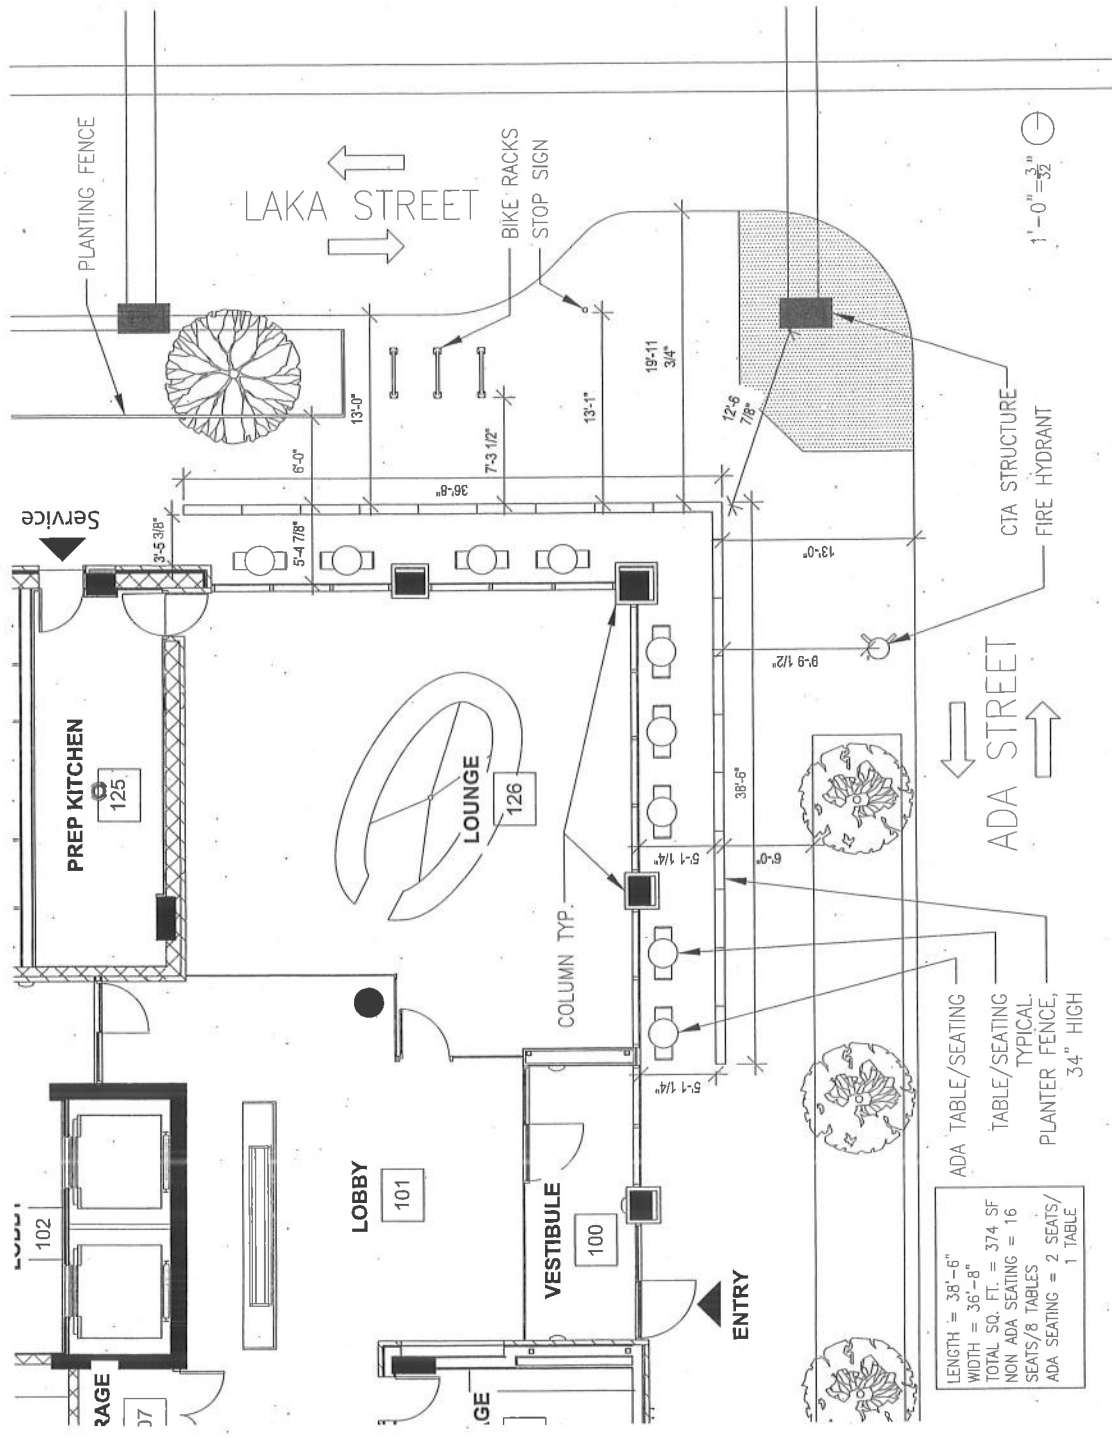 PLANTING FENCE
LAKA STREET
BIKE RACKS
STOP SIGN
1'-0" = 3/32"
Service
3'-5 3/8"
5'-4 7/8"
6'-0"
13'-0"
36'-8"
7'-3 1/2"
13'-1"
19'-11
3/4"
12'-6
7/8"
CTA STRUCTURE
FIRE HYDRANT
13'-0"
9'-9 1/2"
ADA STREET
PREP KITCHEN
125
LOUNGE
126
COLUMN TYP.
38'-6"
5'-1 1/4"
6'-0"
5'-1 1/4"
ADA TABLE/SEATING
TABLE/SEATING
TYPICAL.
PLANTER FENCE,
34" HIGH
102
LOBBY
101
VESTIBULE
100
ENTRY
RAGE
07
GE
LENGTH = 38'-6"
WIDTH = 36'-8"
TOTAL SQ. FT. = 374 SF
NON ADA SEATING = 16
SEATS/8 TABLES
ADA SEATING = 2 SEATS/
1 TABLE